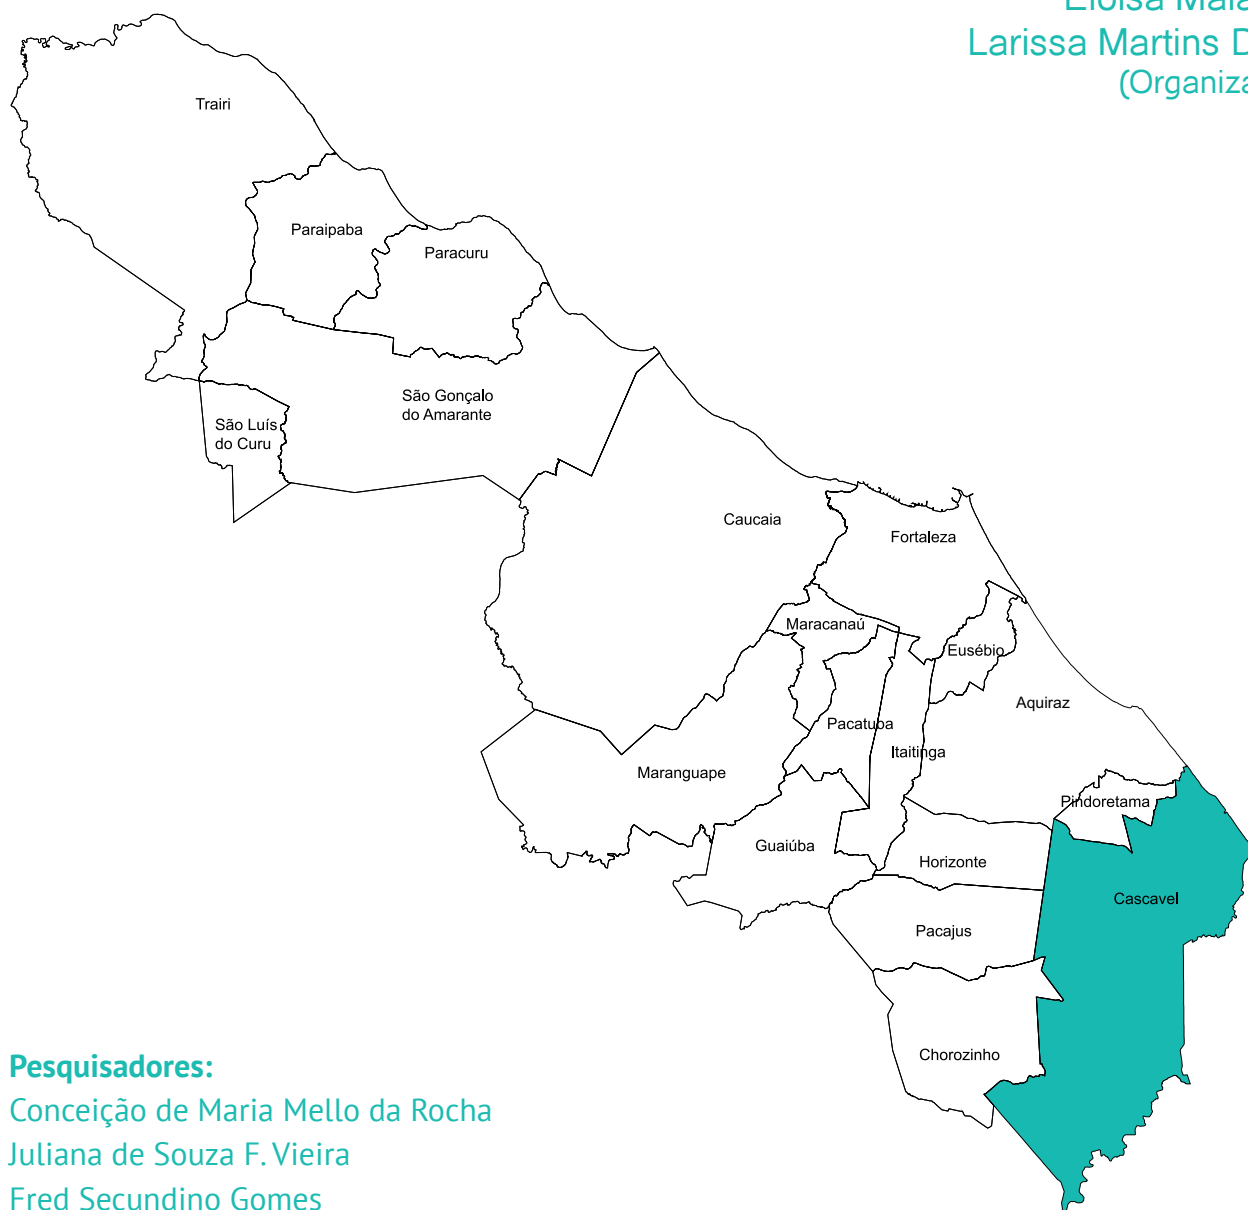 Eloisa Maia
Larissa Martins D
(Organiza
Trairi
Paraipaba
Paracuru
São Gonçalo
do Amarante
São Luís
do Curu
Caucaia
Fortaleza
Maracanaú
Eusébio
Aquiraz
Pacatuba
Itaitinga
Maranguape
Pindoretama
Guaiúba
Horizonte
Cascavel
Pacajus
Chorozinho
Pesquisadores:
Conceição de Maria Mello da Rocha
Juliana de Souza F. Vieira
Fred Secundino Gomes